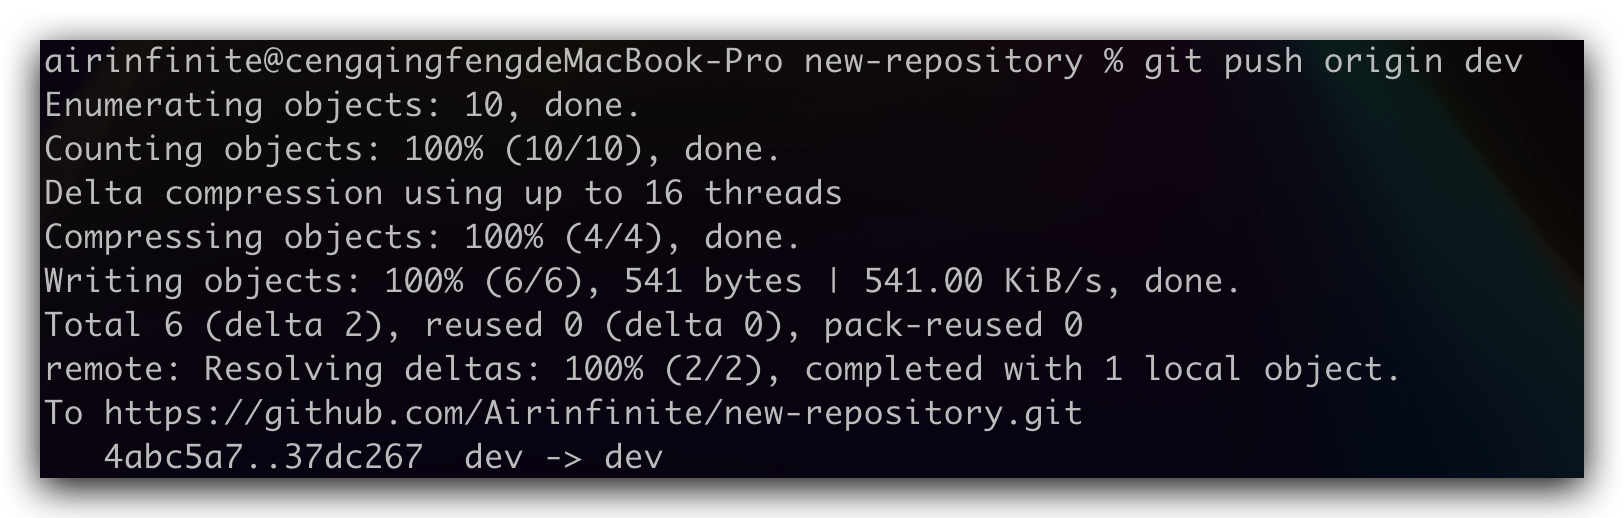 airinfinite@cengqingfengdeMacBook-Pro new-repository % git push origin dev
Enumerating objects: 10, done.
Counting objects: 100% (10/10), done.
Delta compression using up to 16 threads
Compressing objects: 100% (4/4), done.
Writing objects: 100% (6/6), 541 bytes | 541.00 KiB/s, done.
Total 6 (delta 2), reused 0 (delta 0), pack-reused 0
remote: Resolving deltas: 100% (2/2), completed with 1 local object.
To https://github.com/Airinfinite/new-repository.git
   4abc5a7..37dc267  dev -> dev